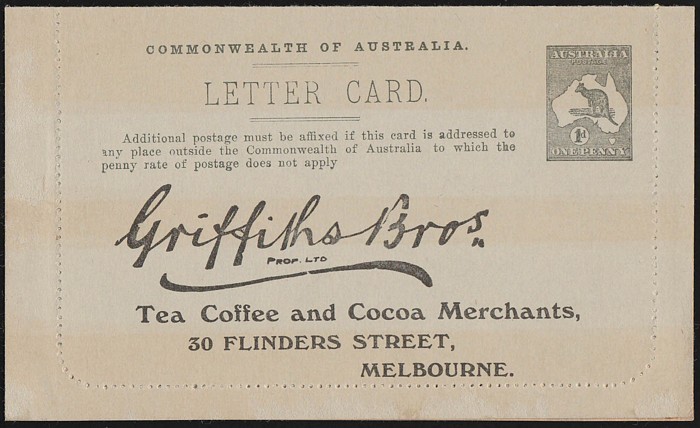 COMMONWEALTH OF AUSTRALIA.
LETTER CARD.
AUSTRALIA
POSTAGE
1D
ONE PENNY
Additional postage must be affixed if this card is addressed to
any place outside the Commonwealth of Australia to which the
penny rate of postage does not apply
Griffiths Bros.
PROP. LTD
Tea Coffee and Cocoa Merchants,
30 FLINDERS STREET,
MELBOURNE.